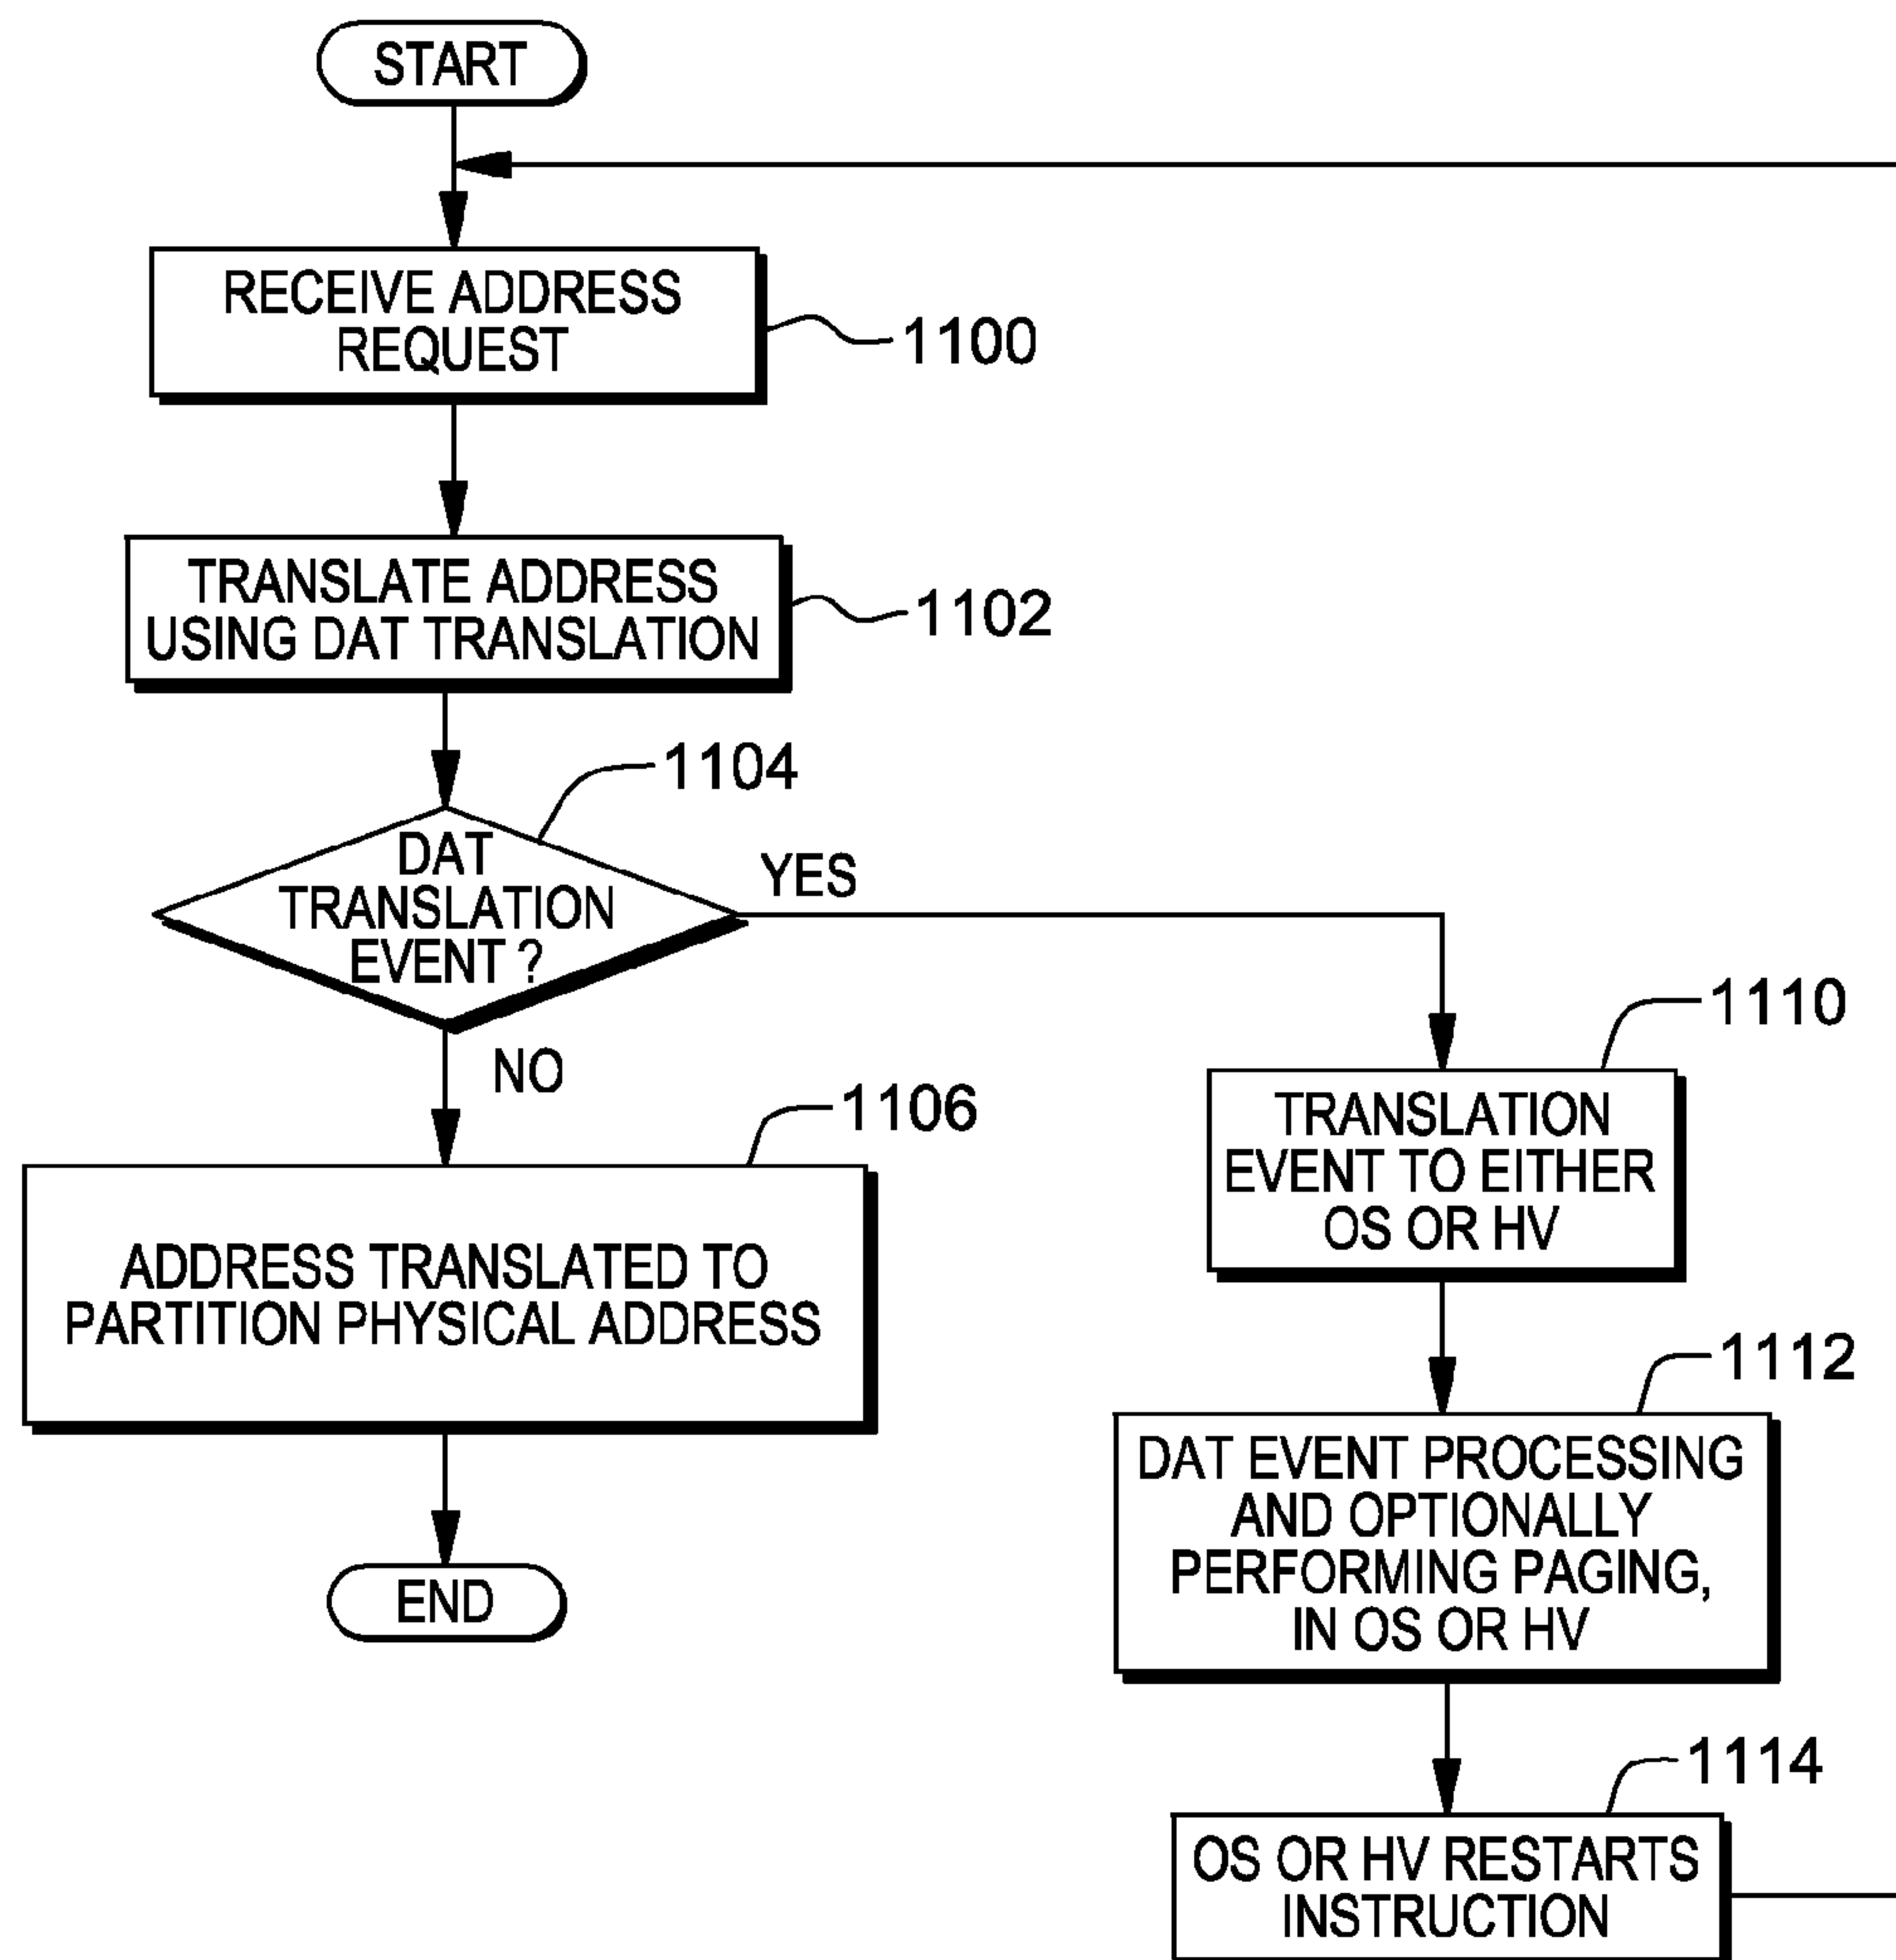 START
RECEIVE ADDRESS
REQUEST
1100
TRANSLATE ADDRESS
USING DAT TRANSLATION
1102
1104
DAT
TRANSLATION
EVENT ?
YES
NO
1106
ADDRESS TRANSLATED TO
PARTITION PHYSICAL ADDRESS
END
1110
TRANSLATION
EVENT TO EITHER
OS OR HV
1112
DAT EVENT PROCESSING
AND OPTIONALLY
PERFORMING PAGING,
IN OS OR HV
1114
OS OR HV RESTARTS
INSTRUCTION